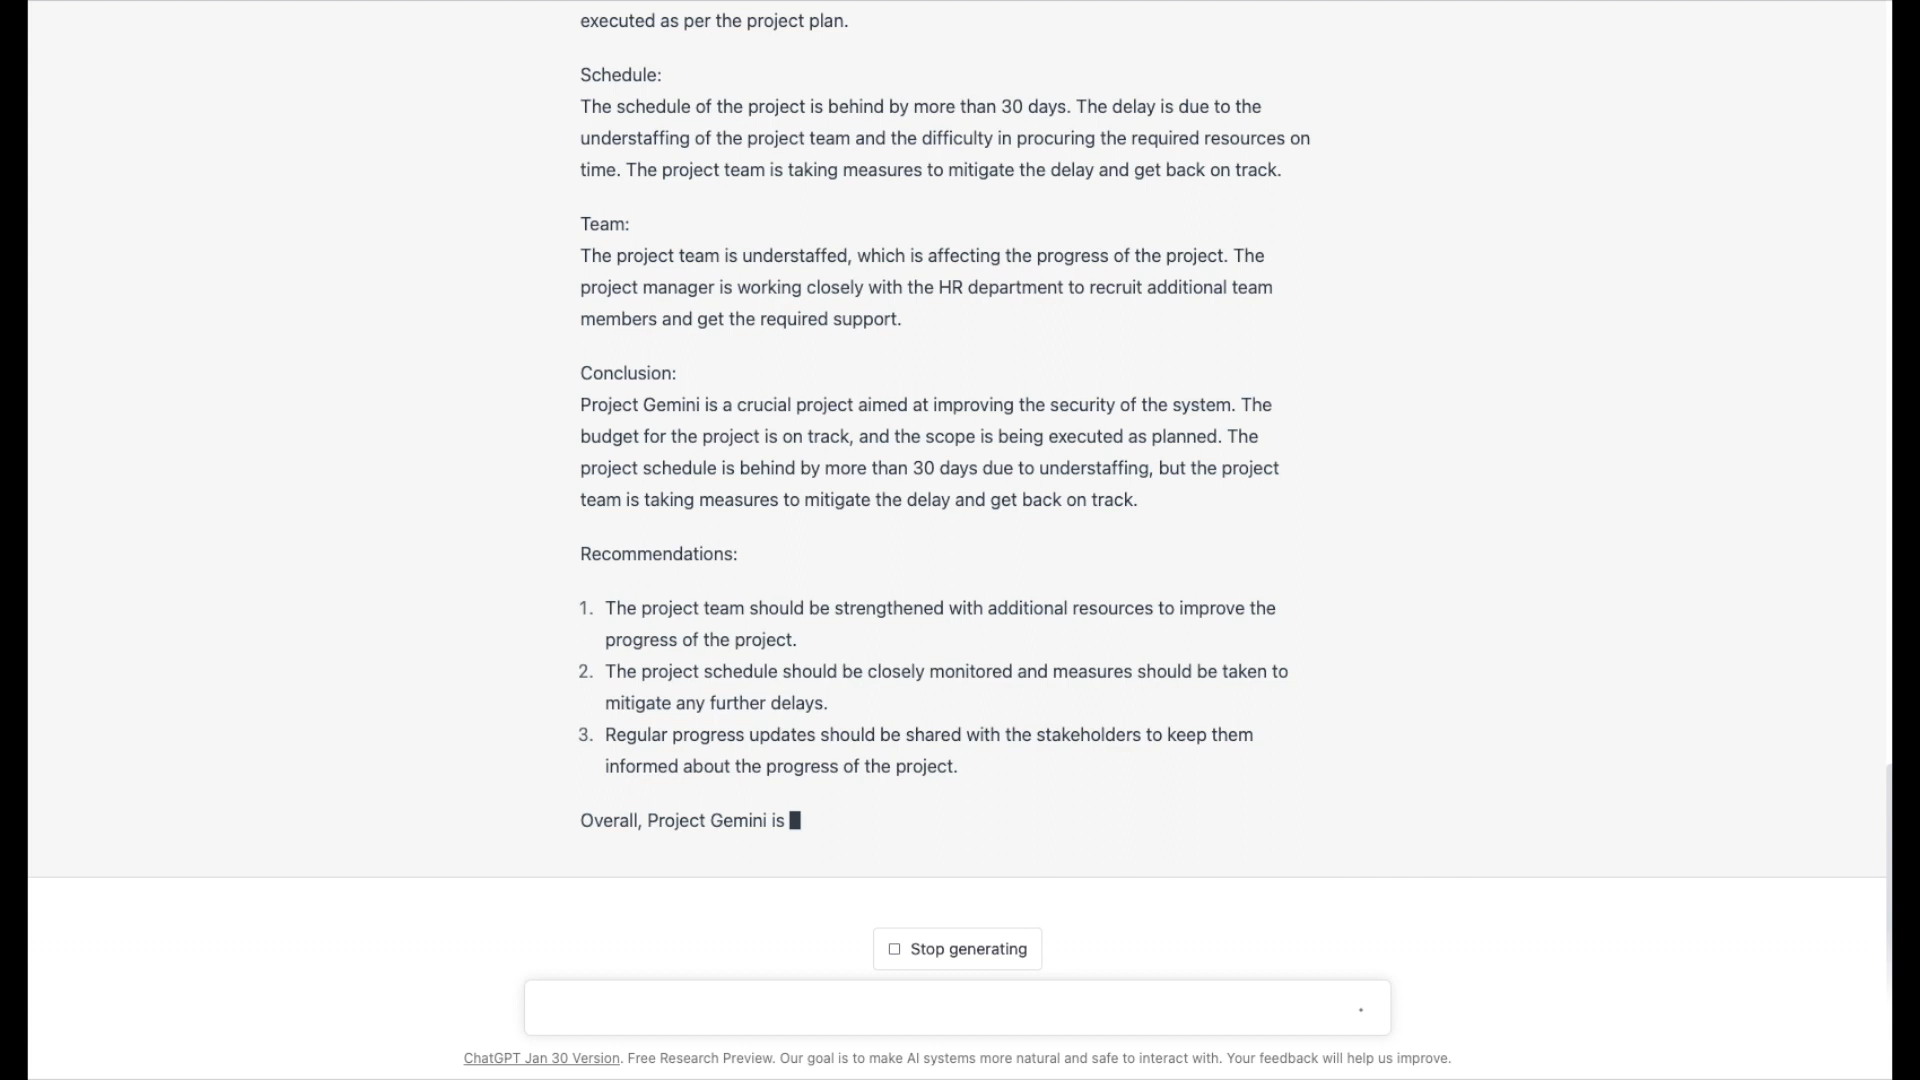 executed as per the project plan.
Schedule:
The schedule of the project is behind by more than 30 days. The delay is due to the
understaffing of the project team and the difficulty in procuring the required resources on
time. The project team is taking measures to mitigate the delay and get back on track.
Team:
The project team is understaffed, which is affecting the progress of the project. The
project manager is working closely with the HR department to recruit additional team
members and get the required support.
Conclusion:
Project Gemini is a crucial project aimed at improving the security of the system. The
budget for the project is on track, and the scope is being executed as planned. The
project schedule is behind by more than 30 days due to understaffing, but the project
team is taking measures to mitigate the delay and get back on track.
Recommendations:
1. The project team should be strengthened with additional resources to improve the
progress of the project.
2. The project schedule should be closely monitored and measures should be taken to
mitigate any further delays.
3. Regular progress updates should be shared with the stakeholders to keep them
informed about the progress of the project.
Overall, Project Gemini is
Stop generating
ChatGPT Jan 30 Version. Free Research Preview. Our goal is to make AI systems more natural and safe to interact with. Your feedback will help us improve.